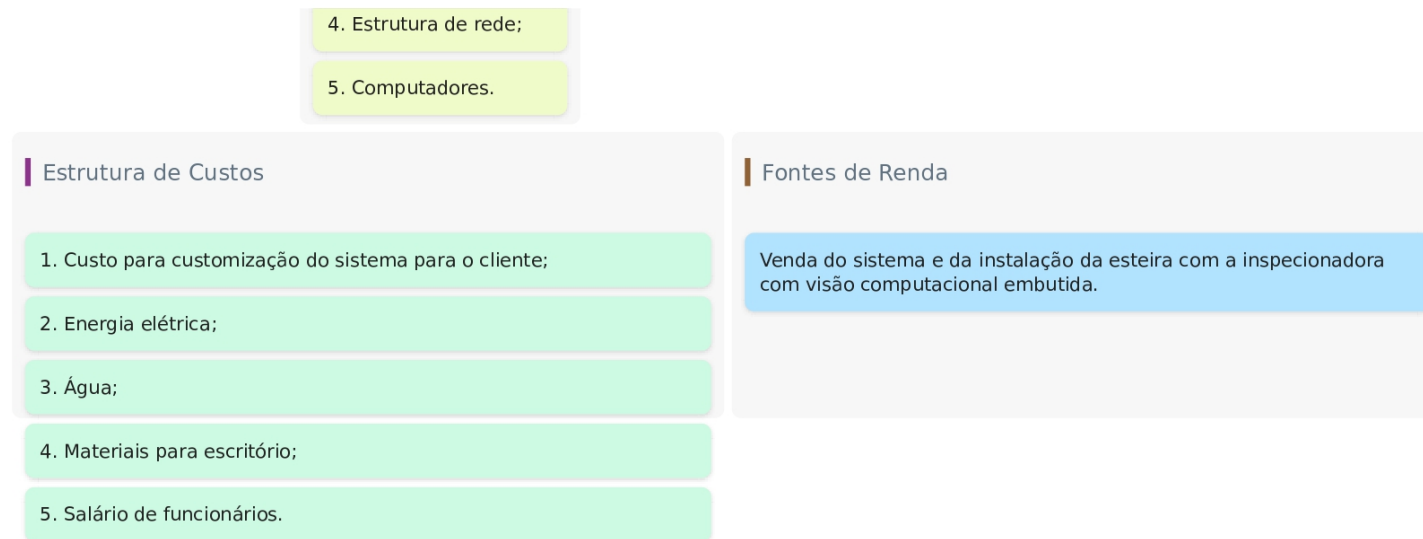 4. Estrutura de rede;
5. Computadores.
Estrutura de Custos
1. Custo para customização do sistema para o cliente;
2. Energia elétrica;
3. Água;
4. Materiais para escritório;
5. Salário de funcionários.
Fontes de Renda
Venda do sistema e da instalação da esteira com a inspecionadora
com visão computacional embutida.